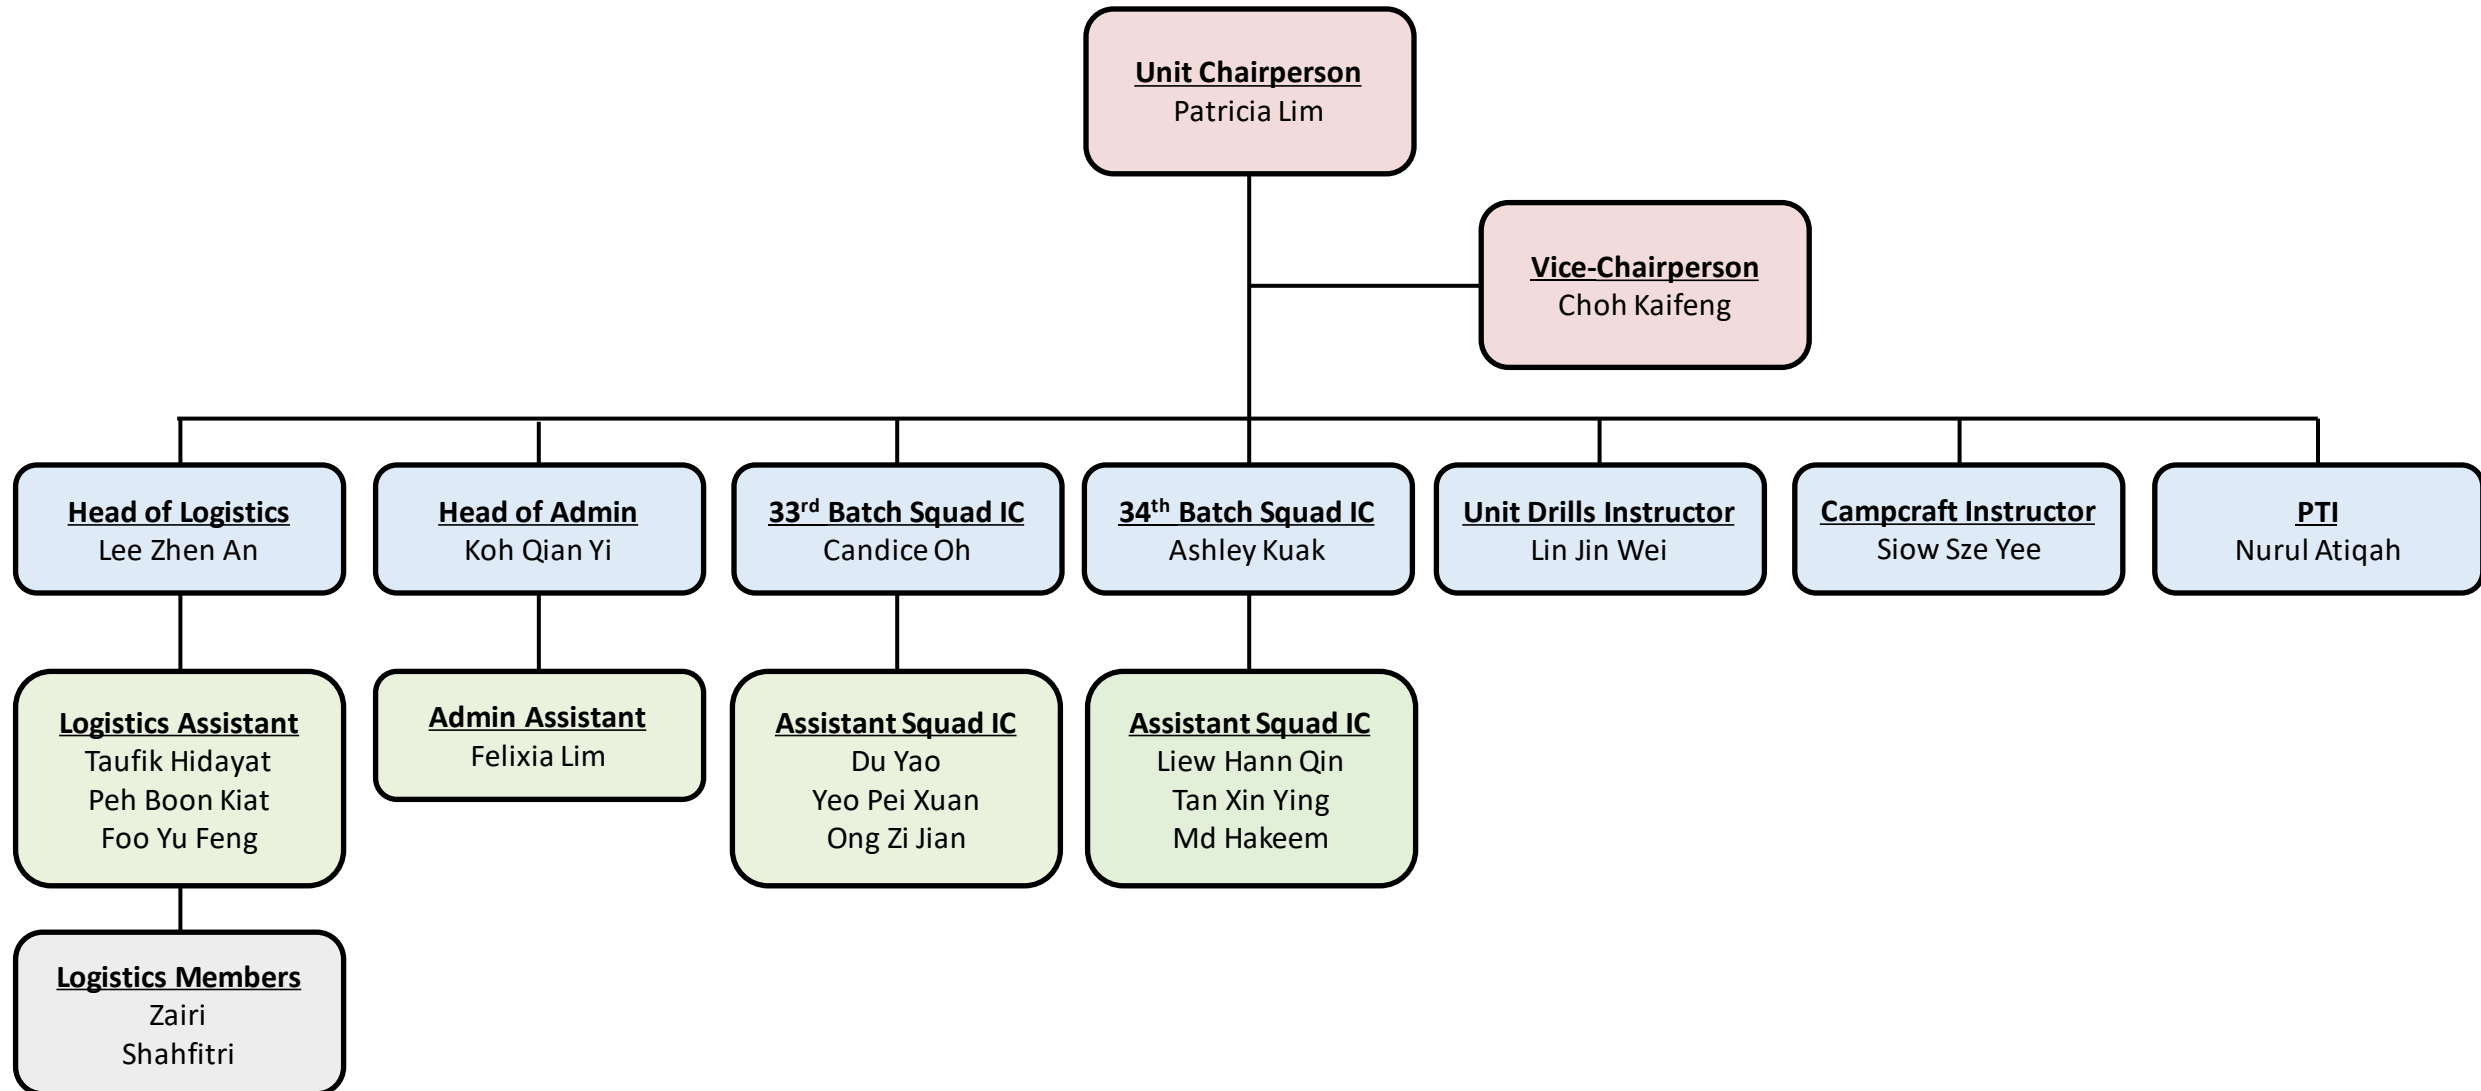 Unit Chairperson
Patricia Lim
Vice-Chairperson
Choh Kaifeng
Head of Logistics
Lee Zhen An
Head of Admin
Koh Qian Yi
33rd Batch Squad IC
Candice Oh
34th Batch Squad IC
Ashley Kuak
Unit Drills Instructor
Lin Jin Wei
Campcraft Instructor
Siow Sze Yee
PTI
Nurul Atiqah
Logistics Assistant
Taufik Hidayat
Peh Boon Kiat
Foo Yu Feng
Admin Assistant
Felixia Lim
Assistant Squad IC
Du Yao
Yeo Pei Xuan
Ong Zi Jian
Assistant Squad IC
Liew Hann Qin
Tan Xin Ying
Md Hakeem
Logistics Members
Zairi
Shahfitri